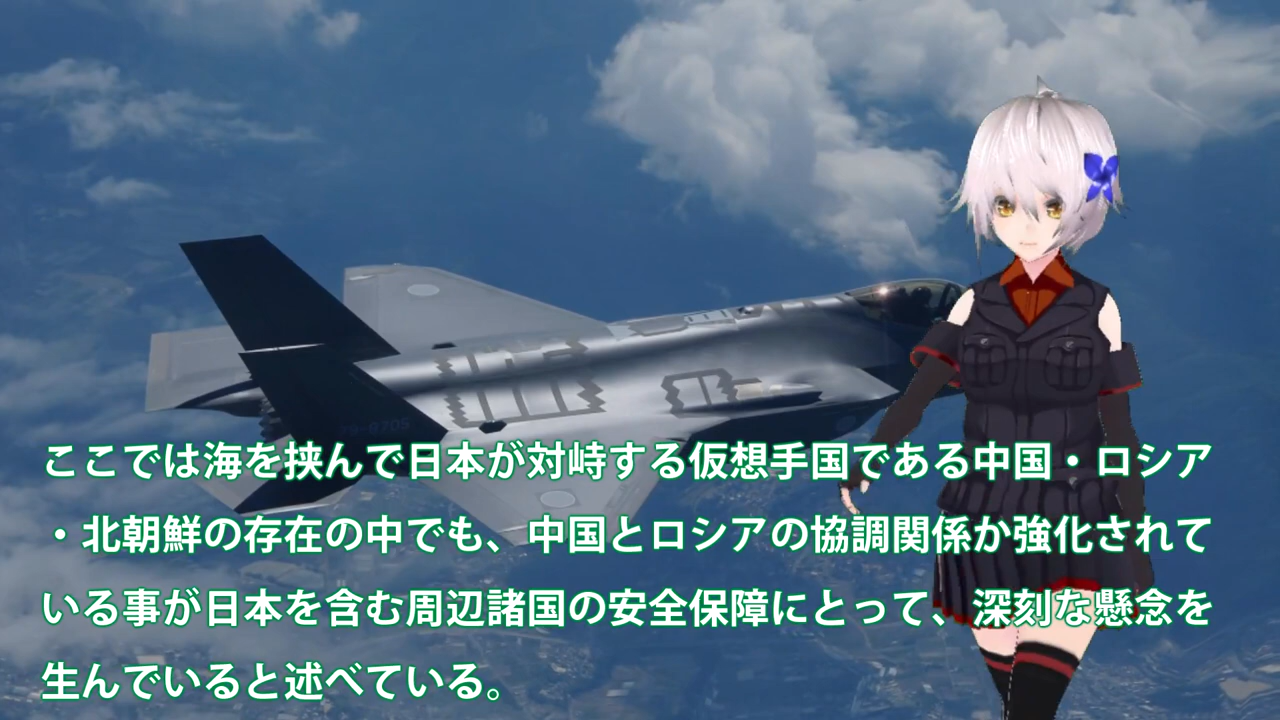 ここでは海を挟んで日本が対峙する仮想手国である中国・ロシア
・北朝鮮の存在の中でも、中国とロシアの協調関係か強化されて
いる事が日本を含む周辺諸国の安全保障にとって、深刻な懸念を
生んでいると述べている。